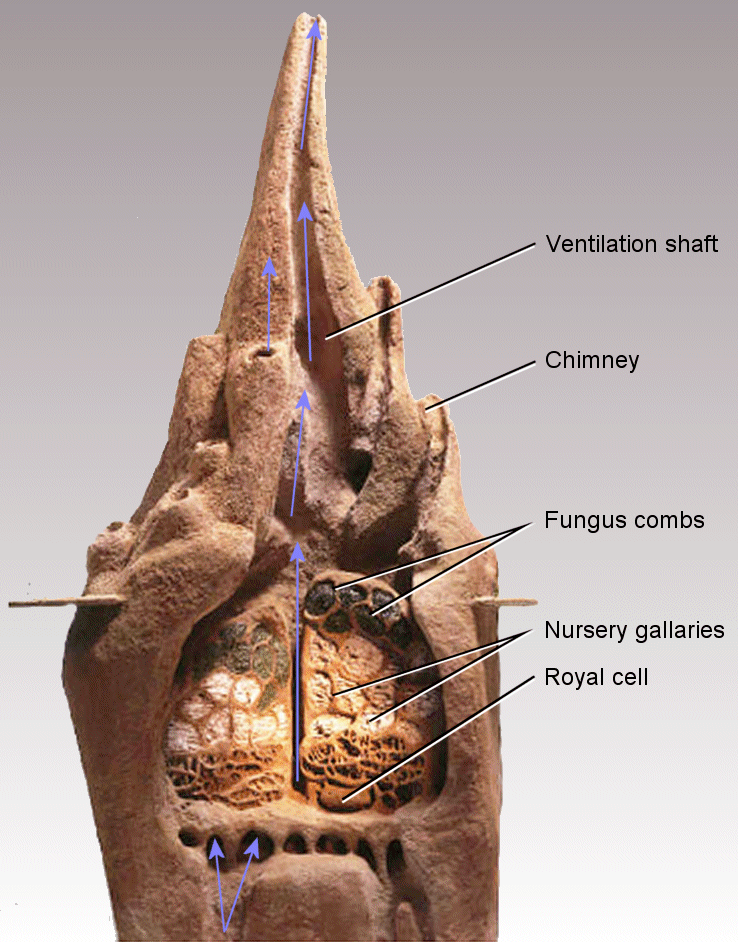 Ventilation shaft
Chimney
Fungus combs
Nursery gallaries
Royal cell